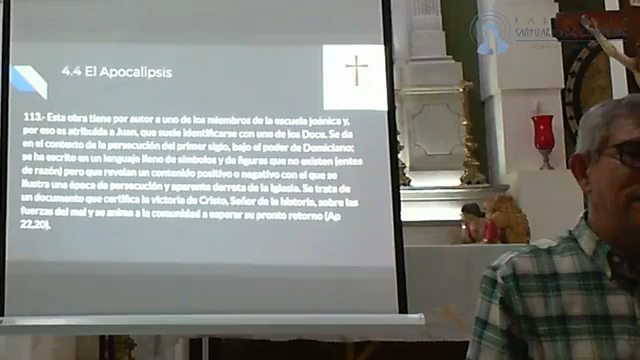 4.4 El Apocalipsis
113.- Esta obra tiene por autor a uno de los miembros de la escuela joánica y,
por eso es atribuida a Juan, que suele identificarse con uno de los Doce. Se da
en el contexto de la persecución del primer siglo, bajo el poder de Domiciano;
se ha escrito en un lenguaje lleno de símbolos y de figuras que no existen (entes
de razón) pero que revelan un contenido positivo o negativo con el que se
ilustra una época de persecución y aparente derrota de la Iglesia. Se trata de
un documento que certifica la victoria de Cristo, Señor de la historia, sobre las
fuerzas del mal y se anima a la comunidad a esperar su pronto retorno (Ap
22.20).
PARROQUIA
SANTUARIO DE GUADALUPE